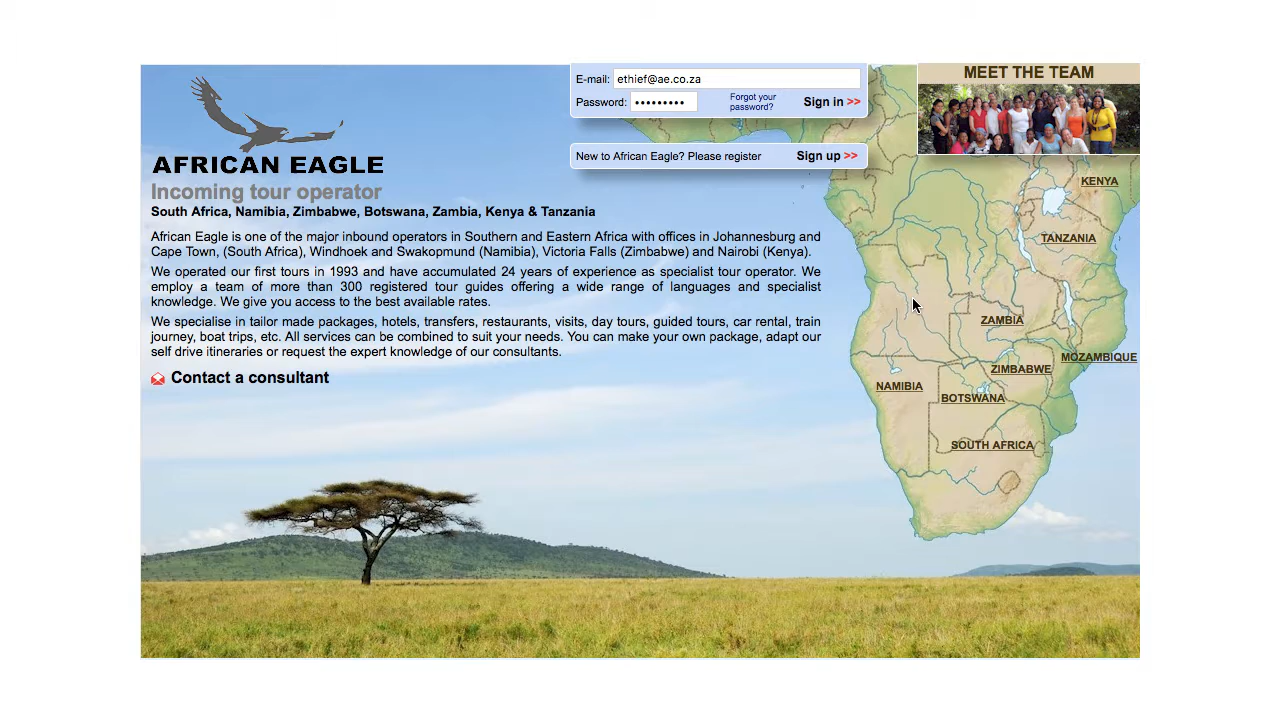 E-mail: ethief@ae.co.za
Password: •••••••••
Forgot your
password?
Sign in >>
New to African Eagle? Please register
Sign up >>
MEET THE TEAM
AFRICAN EAGLE
Incoming tour operator
South Africa, Namibia, Zimbabwe, Botswana, Zambia, Kenya & Tanzania
African Eagle is one of the major inbound operators in Southern and Eastern Africa with offices in Johannesburg and
Cape Town, (South Africa), Windhoek and Swakopmund (Namibia), Victoria Falls (Zimbabwe) and Nairobi (Kenya).
We operated our first tours in 1993 and have accumulated 24 years of experience as specialist tour operator. We
employ a team of more than 300 registered tour guides offering a wide range of languages and specialist
knowledge. We give you access to the best available rates.
We specialise in tailor made packages, hotels, transfers, restaurants, visits, day tours, guided tours, car rental, train
journey, boat trips, etc. All services can be combined to suit your needs. You can make your own package, adapt our
self drive itineraries or request the expert knowledge of our consultants.
Contact a consultant
KENYA
TANZANIA
ZAMBIA
MOZAMBIQUE
ZIMBABWE
NAMIBIA
BOTSWANA
SOUTH AFRICA